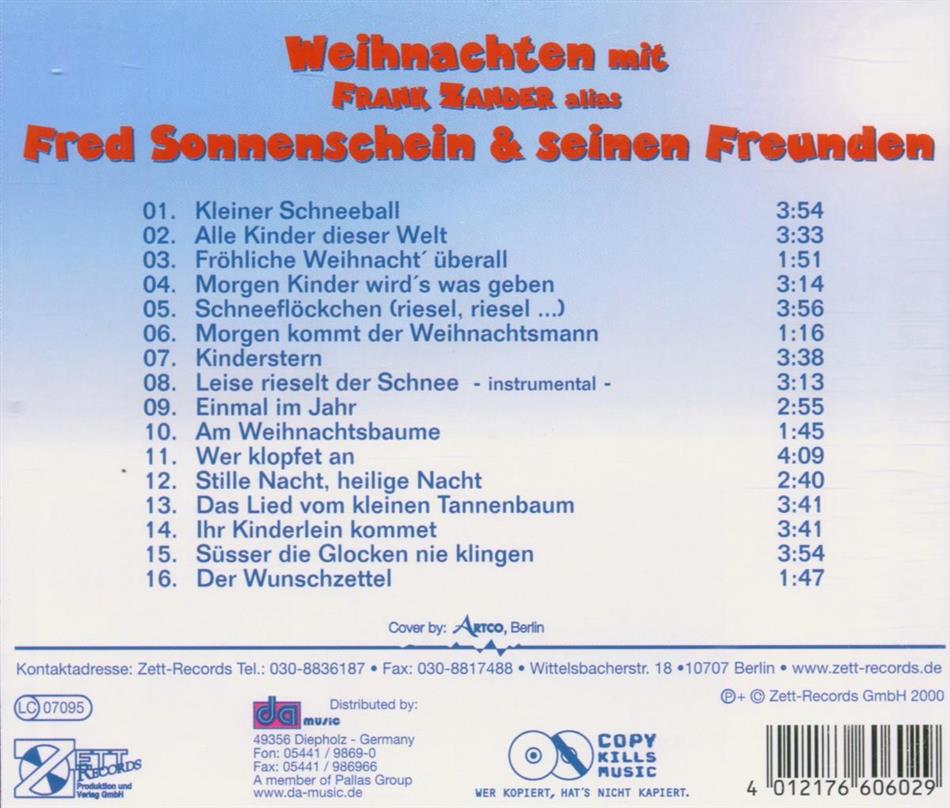 Weihnachten mit
FRANK ZANDER alias
Fred Sonnenschein & seinen Freunden
01. Kleiner Schneeball 3:54
02. Alle Kinder dieser Welt 3:33
03. Fröhliche Weihnacht´ überall 1:51
04. Morgen Kinder wird´s was geben 3:14
05. Schneeflöckchen (riesel, riesel ...) 3:56
06. Morgen kommt der Weihnachtsmann 1:16
07. Kinderstern 3:38
08. Leise rieselt der Schnee - instrumental - 3:13
09. Einmal im Jahr 2:55
10. Am Weihnachtsbaume 1:45
11. Wer klopfet an 4:09
12. Stille Nacht, heilige Nacht 2:40
13. Das Lied vom kleinen Tannenbaum 3:41
14. Ihr Kinderlein kommet 3:41
15. Süsser die Glocken nie klingen 3:54
16. Der Wunschzettel 1:47
Cover by: ARTCO, Berlin
Kontaktadresse: Zett-Records Tel.: 030-8836187 • Fax: 030-8817488 • Wittelsbacherstr. 18 •10707 Berlin • www.zett-records.de
℗+ © Zett-Records GmbH 2000
LC 07095
ZETT RECORDS
Produktion und
Verlag GmbH
Distributed by:
da music
49356 Diepholz - Germany
Fon: 05441 / 9869-0
Fax: 05441 / 986966
A member of Pallas Group
www.da-music.de
COPY
KILLS
MUSIC
WER KOPIERT, HAT'S NICHT KAPIERT.
4 012176 606029